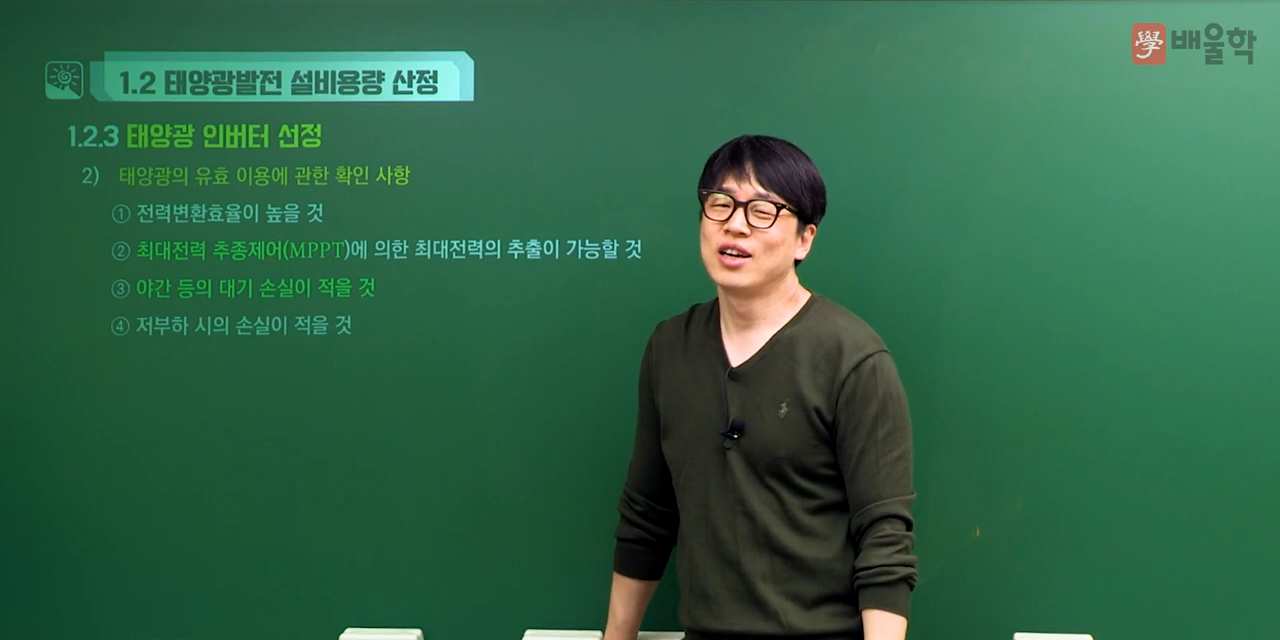 學 배울학
1.2 태양광발전 설비용량 산정
1.2.3 태양광 인버터 선정
2) 태양광의 유효 이용에 관한 확인 사항
① 전력변환효율이 높을 것
② 최대전력 추종제어(MPPT)에 의한 최대전력의 추출이 가능할 것
③ 야간 등의 대기 손실이 적을 것
④ 저부하 시의 손실이 적을 것